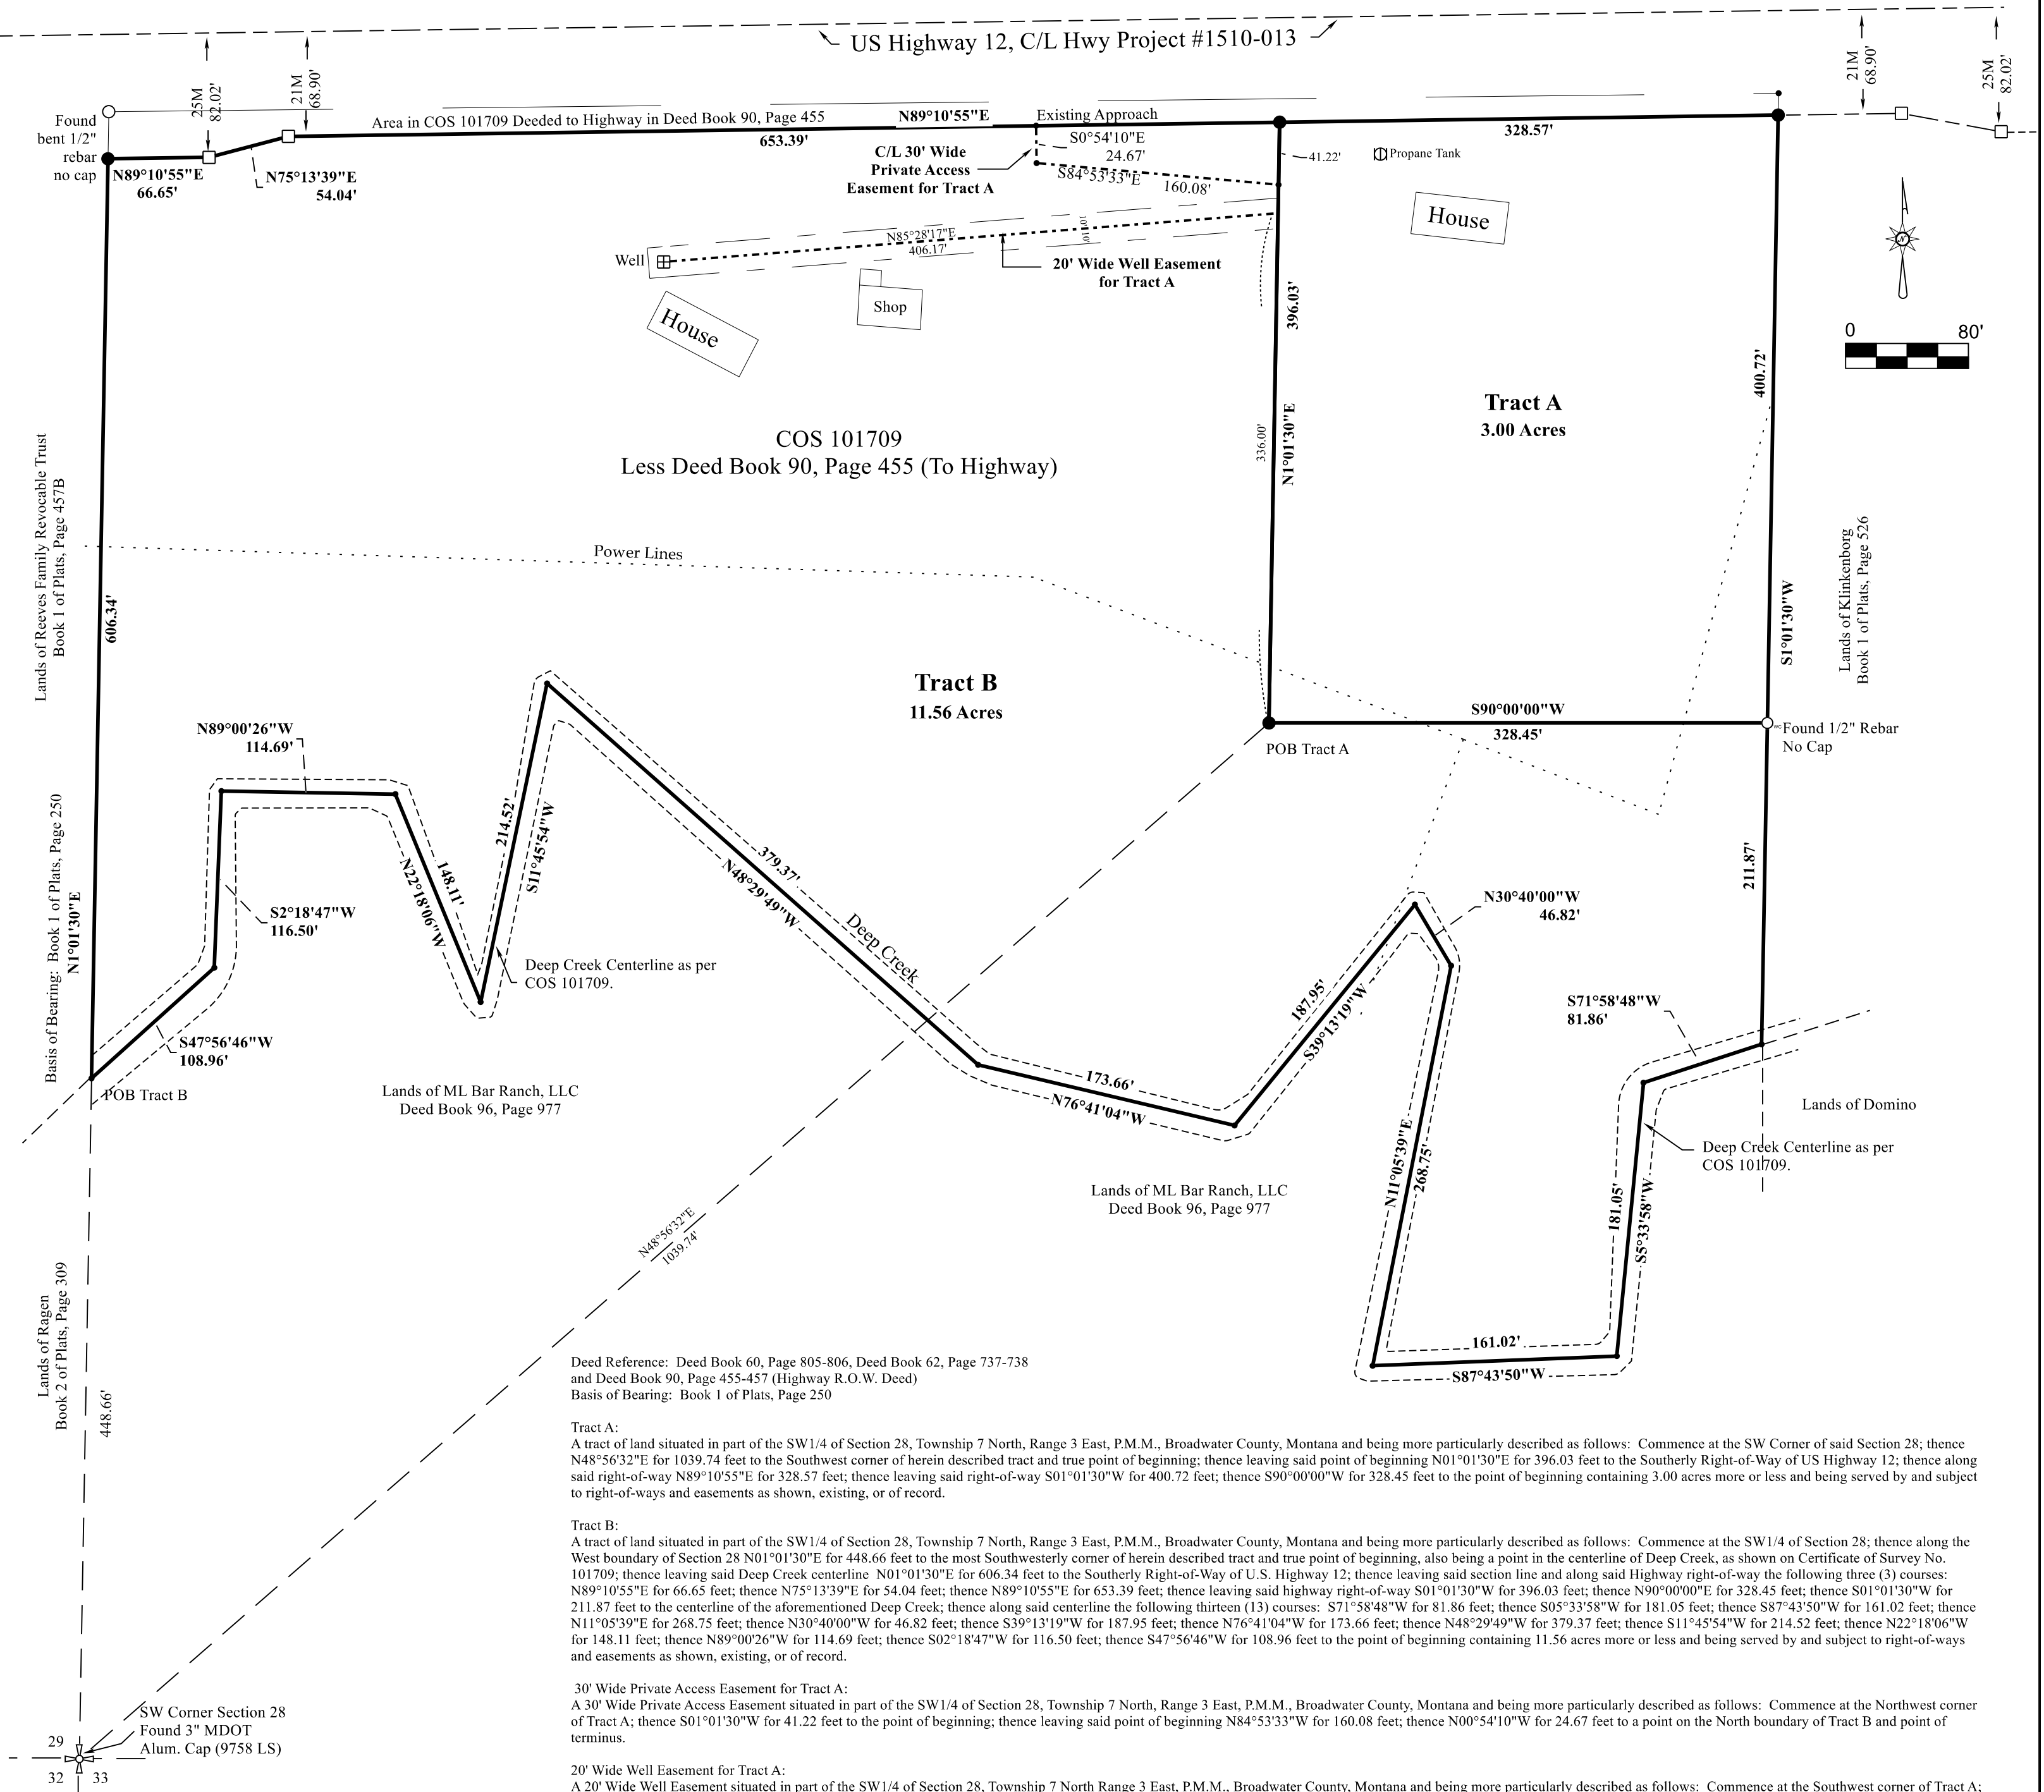 US Highway 12, C/L Hwy Project #1510-013
25M
82.02'
21M
68.90'
21M
68.90'
25M
82.02'
Found
bent 1/2"
rebar
no cap
Area in COS 101709 Deeded to Highway in Deed Book 90, Page 455
N89°10'55"E
653.39'
Existing Approach
328.57'
N89°10'55"E
66.65'
N75°13'39"E
54.04'
C/L 30' Wide
Private Access
Easement for Tract A
S0°54'10"E
24.67'
S84°53'33"E
160.08'
41.22'
Propane Tank
House
Well
N85°28'17"E
406.17'
10'
10'
20' Wide Well Easement
for Tract A
Shop
House
396.03'
N1°01'30"E
336.00'
Tract A
3.00 Acres
400.72'
S1°01'30"W
N
0 80'
COS 101709
Less Deed Book 90, Page 455 (To Highway)
Lands of Reeves Family Revocable Trust
Book 1 of Plats, Page 457B
606.34'
Power Lines
Lands of Klinkenborg
Book 1 of Plats, Page 526
Tract B
11.56 Acres
S90°00'00"W
328.45'
POB Tract A
Found 1/2" Rebar
No Cap
N89°00'26"W
114.69'
Basis of Bearing: Book 1 of Plats, Page 250
N1°01'30"E
S2°18'47"W
116.50'
148.11'
N22°18'06"W
214.52'
S11°45'54"W
379.37'
N48°29'49"W
Deep Creek
Deep Creek Centerline as per
COS 101709.
211.87'
N30°40'00"W
46.82'
187.95'
S39°13'19"W
S71°58'48"W
81.86'
S47°56'46"W
108.96'
POB Tract B
Lands of ML Bar Ranch, LLC
Deed Book 96, Page 977
173.66'
N76°41'04"W
Lands of Domino
Deep Creek Centerline as per
COS 101709.
N11°05'39"E
268.75'
181.05'
S5°33'58"W
Lands of ML Bar Ranch, LLC
Deed Book 96, Page 977
N48°56'32"E
1039.74'
Lands of Ragen
Book 2 of Plats, Page 309
448.66'
161.02'
S87°43'50"W
Deed Reference: Deed Book 60, Page 805-806, Deed Book 62, Page 737-738
and Deed Book 90, Page 455-457 (Highway R.O.W. Deed)
Basis of Bearing: Book 1 of Plats, Page 250
Tract A:
A tract of land situated in part of the SW1/4 of Section 28, Township 7 North, Range 3 East, P.M.M., Broadwater County, Montana and being more particularly described as follows: Commence at the SW Corner of said Section 28; thence
N48°56'32"E for 1039.74 feet to the Southwest corner of herein described tract and true point of beginning; thence leaving said point of beginning N01°01'30"E for 396.03 feet to the Southerly Right-of-Way of US Highway 12; thence along
said right-of-way N89°10'55"E for 328.57 feet; thence leaving said right-of-way S01°01'30"W for 400.72 feet; thence S90°00'00"W for 328.45 feet to the point of beginning containing 3.00 acres more or less and being served by and subject
to right-of-ways and easements as shown, existing, or of record.
Tract B:
A tract of land situated in part of the SW1/4 of Section 28, Township 7 North, Range 3 East, P.M.M., Broadwater County, Montana and being more particularly described as follows: Commence at the SW1/4 of Section 28; thence along the
West boundary of Section 28 N01°01'30"E for 448.66 feet to the most Southwesterly corner of herein described tract and true point of beginning, also being a point in the centerline of Deep Creek, as shown on Certificate of Survey No.
101709; thence leaving said Deep Creek centerline N01°01'30"E for 606.34 feet to the Southerly Right-of-Way of U.S. Highway 12; thence leaving said section line and along said Highway right-of-way the following three (3) courses:
N89°10'55"E for 66.65 feet; thence N75°13'39"E for 54.04 feet; thence N89°10'55"E for 653.39 feet; thence leaving said highway right-of-way S01°01'30"W for 396.03 feet; thence N90°00'00"E for 328.45 feet; thence S01°01'30"W for
211.87 feet to the centerline of the aforementioned Deep Creek; thence along said centerline the following thirteen (13) courses: S71°58'48"W for 81.86 feet; thence S05°33'58"W for 181.05 feet; thence S87°43'50"W for 161.02 feet; thence
N11°05'39"E for 268.75 feet; thence N30°40'00"W for 46.82 feet; thence S39°13'19"W for 187.95 feet; thence N76°41'04"W for 173.66 feet; thence N48°29'49"W for 379.37 feet; thence S11°45'54"W for 214.52 feet; thence N22°18'06"W
for 148.11 feet; thence N89°00'26"W for 114.69 feet; thence S02°18'47"W for 116.50 feet; thence S47°56'46"W for 108.96 feet to the point of beginning containing 11.56 acres more or less and being served by and subject to right-of-ways
and easements as shown, existing, or of record.
30' Wide Private Access Easement for Tract A:
A 30' Wide Private Access Easement situated in part of the SW1/4 of Section 28, Township 7 North, Range 3 East, P.M.M., Broadwater County, Montana and being more particularly described as follows: Commence at the Northwest corner
of Tract A; thence S01°01'30"W for 41.22 feet to the point of beginning; thence leaving said point of beginning N84°53'33"W for 160.08 feet; thence N00°54'10"W for 24.67 feet to a point on the North boundary of Tract B and point of
terminus.
20' Wide Well Easement for Tract A:
A 20' Wide Well Easement situated in part of the SW1/4 of Section 28, Township 7 North Range 3 East, P.M.M., Broadwater County, Montana and being more particularly described as follows: Commence at the Southwest corner of Tract A;
SW Corner Section 28
Found 3" MDOT
Alum. Cap (9758 LS)
29
32 33